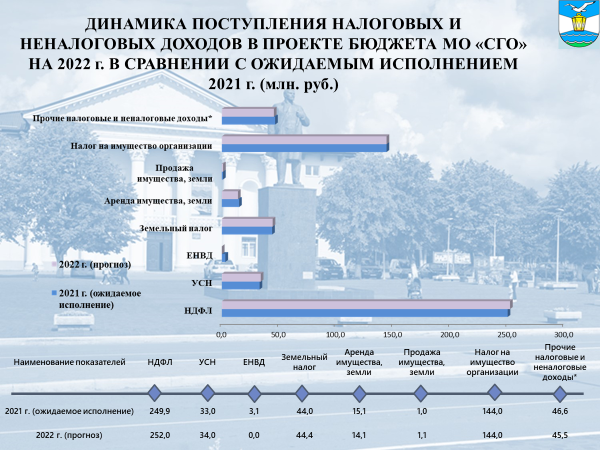 ДИНАМИКА ПОСТУПЛЕНИЯ НАЛОГОВЫХ И
НЕНАЛОГОВЫХ ДОХОДОВ В ПРОЕКТЕ БЮДЖЕТА МО «СГО»
НА 2022 г. В СРАВНЕНИИ С ОЖИДАЕМЫМ ИСПОЛНЕНИЕМ
2021 г. (млн. руб.)
Прочие налоговые и неналоговые доходы*
Налог на имущество организации
Продажа
имущества, земли
Аренда имущества, земли
Земельный налог
ЕНВД
УСН
НДФЛ
2022 г. (прогноз)
2021 г. (ожидаемое
исполнение)
0,0 50,0 100,0 150,0 200,0 250,0 300,0
Наименование показателей НДФЛ УСН ЕНВД Земельный налог Аренда имущества, земли Продажа имущества, земли Налог на имущество организации Прочие налоговые и неналоговые доходы*
2021 г. (ожидаемое исполнение) 249,9 33,0 3,1 44,0 15,1 1,0 144,0 46,6
2022 г. (прогноз) 252,0 34,0 0,0 44,4 14,1 1,1 144,0 45,5